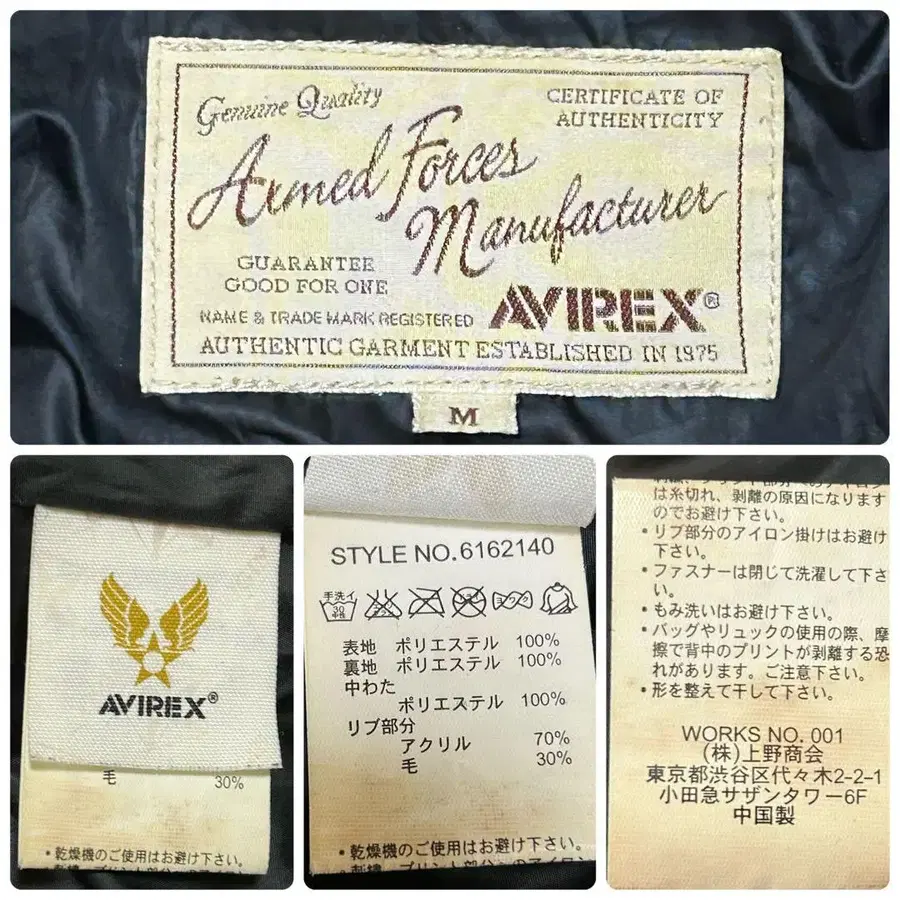 Genuine Quality
CERTIFICATE OF
AUTHENTICITY
Armed Forces
Manufacturer
GUARANTEE
GOOD FOR ONE
NAME & TRADE MARK REGISTERED
AVIREX®
AUTHENTIC GARMENT ESTABLISHED IN 1975
M
AVIREX®
毛 30%
・乾燥機のご使用はお避け下さい。
STYLE NO.6162140
手洗イ
30
中性
ヨワク
表地 ポリエステル 100%
裏地 ポリエステル 100%
中わた
ポリエステル 100%
リブ部分
アクリル 70%
毛 30%
・乾燥機のご使用はお避け下さい。
は糸切れ、剥離の原因になります
のでお避け下さい。
・リブ部分のアイロン掛けはお避け
下さい。
・ファスナーは閉じて洗濯して下さ
い。
・もみ洗いはお避け下さい。
・バッグやリュックの使用の際、摩
擦で背中のプリントが剥離する恐
れがあります。ご注意下さい。
・形を整えて干して下さい。
WORKS NO. 001
(株)上野商会
東京都渋谷区代々木2-2-1
小田急サザンタワー6F
中国製